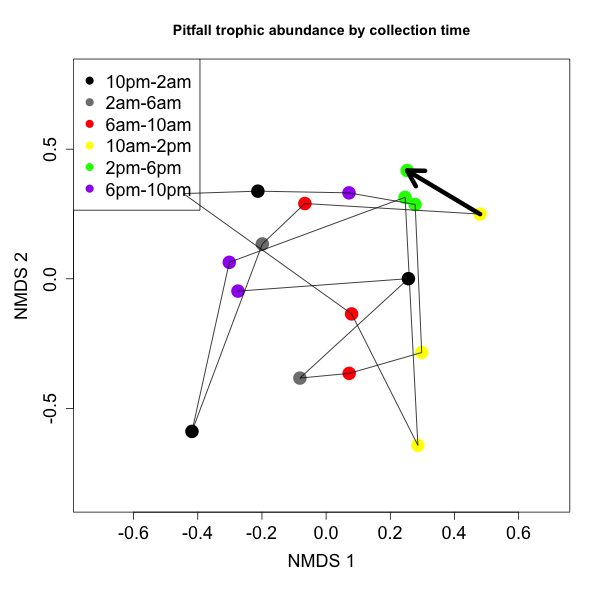 Pitfall trophic abundance by collection time
10pm-2am
2am-6am
6am-10am
10am-2pm
2pm-6pm
6pm-10pm
0.5
0.0
-0.5
NMDS 2
-0.6 -0.4 -0.2 0.0 0.2 0.4 0.6
NMDS 1